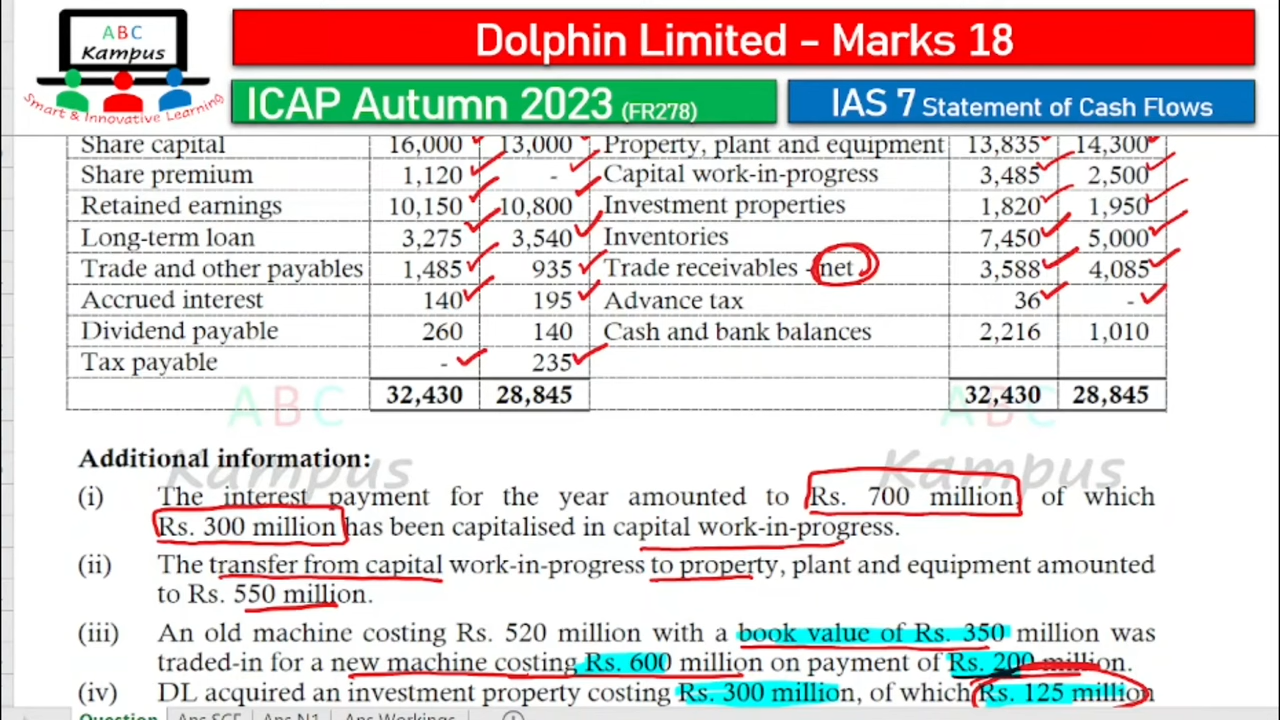 ABC
Kampus
Smart & Innovative Learning
Dolphin Limited – Marks 18
ICAP Autumn 2023 (FR278)
IAS 7 Statement of Cash Flows
Share capital 16,000 13,000 Property, plant and equipment 13,835 14,300
Share premium 1,120 - Capital work-in-progress 3,485 2,500
Retained earnings 10,150 10,800 Investment properties 1,820 1,950
Long-term loan 3,275 3,540 Inventories 7,450 5,000
Trade and other payables 1,485 935 Trade receivables - net 3,588 4,085
Accrued interest 140 195 Advance tax 36 -
Dividend payable 260 140 Cash and bank balances 2,216 1,010
Tax payable - 235
32,430 28,845 32,430 28,845
ABC
Kampus
ABC
Kampus
Additional information:
(i) The interest payment for the year amounted to Rs. 700 million, of which
Rs. 300 million has been capitalised in capital work-in-progress.
(ii) The transfer from capital work-in-progress to property, plant and equipment amounted
to Rs. 550 million.
(iii) An old machine costing Rs. 520 million with a book value of Rs. 350 million was
traded-in for a new machine costing Rs. 600 million on payment of Rs. 200 million.
(iv) DL acquired an investment property costing Rs. 300 million, of which Rs. 125 million
Question Ans SCF Ans N1 Ans Workings